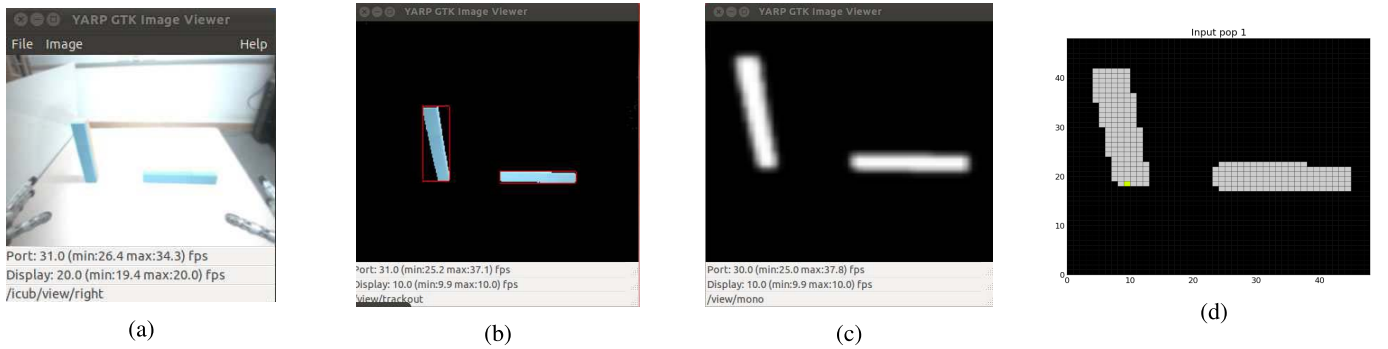 YARP GTK Image Viewer
File Image Help
Port: 31.0 (min:26.4 max:34.3) fps
Display: 20.0 (min:19.4 max:20.0) fps
/icub/view/right
(a)
YARP GTK Image Viewer
Port: 31.0 (min:25.2 max:37.1) fps
Display: 10.0 (min:9.9 max:10.0) fps
/view/trackout
(b)
YARP GTK Image Viewer
Port: 30.0 (min:25.0 max:37.8) fps
Display: 10.0 (min:9.9 max:10.0) fps
/view/mono
(c)
Input pop 1
40
30
20
10
0
0 10 20 30 40
(d)